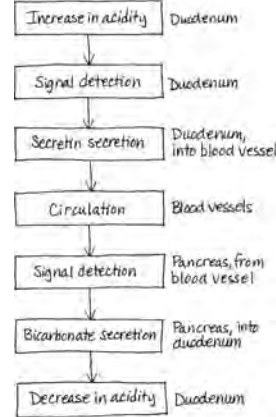 Increase in acidity Duodenum
Signal detection Duodenum
Secretin secretion Duodenum,
into blood vessel
Circulation Blood vessels
Signal detection Pancreas, from
blood vessel
Bicarbonate secretion Pancreas, into
duodenum
Decrease in acidity Duodenum